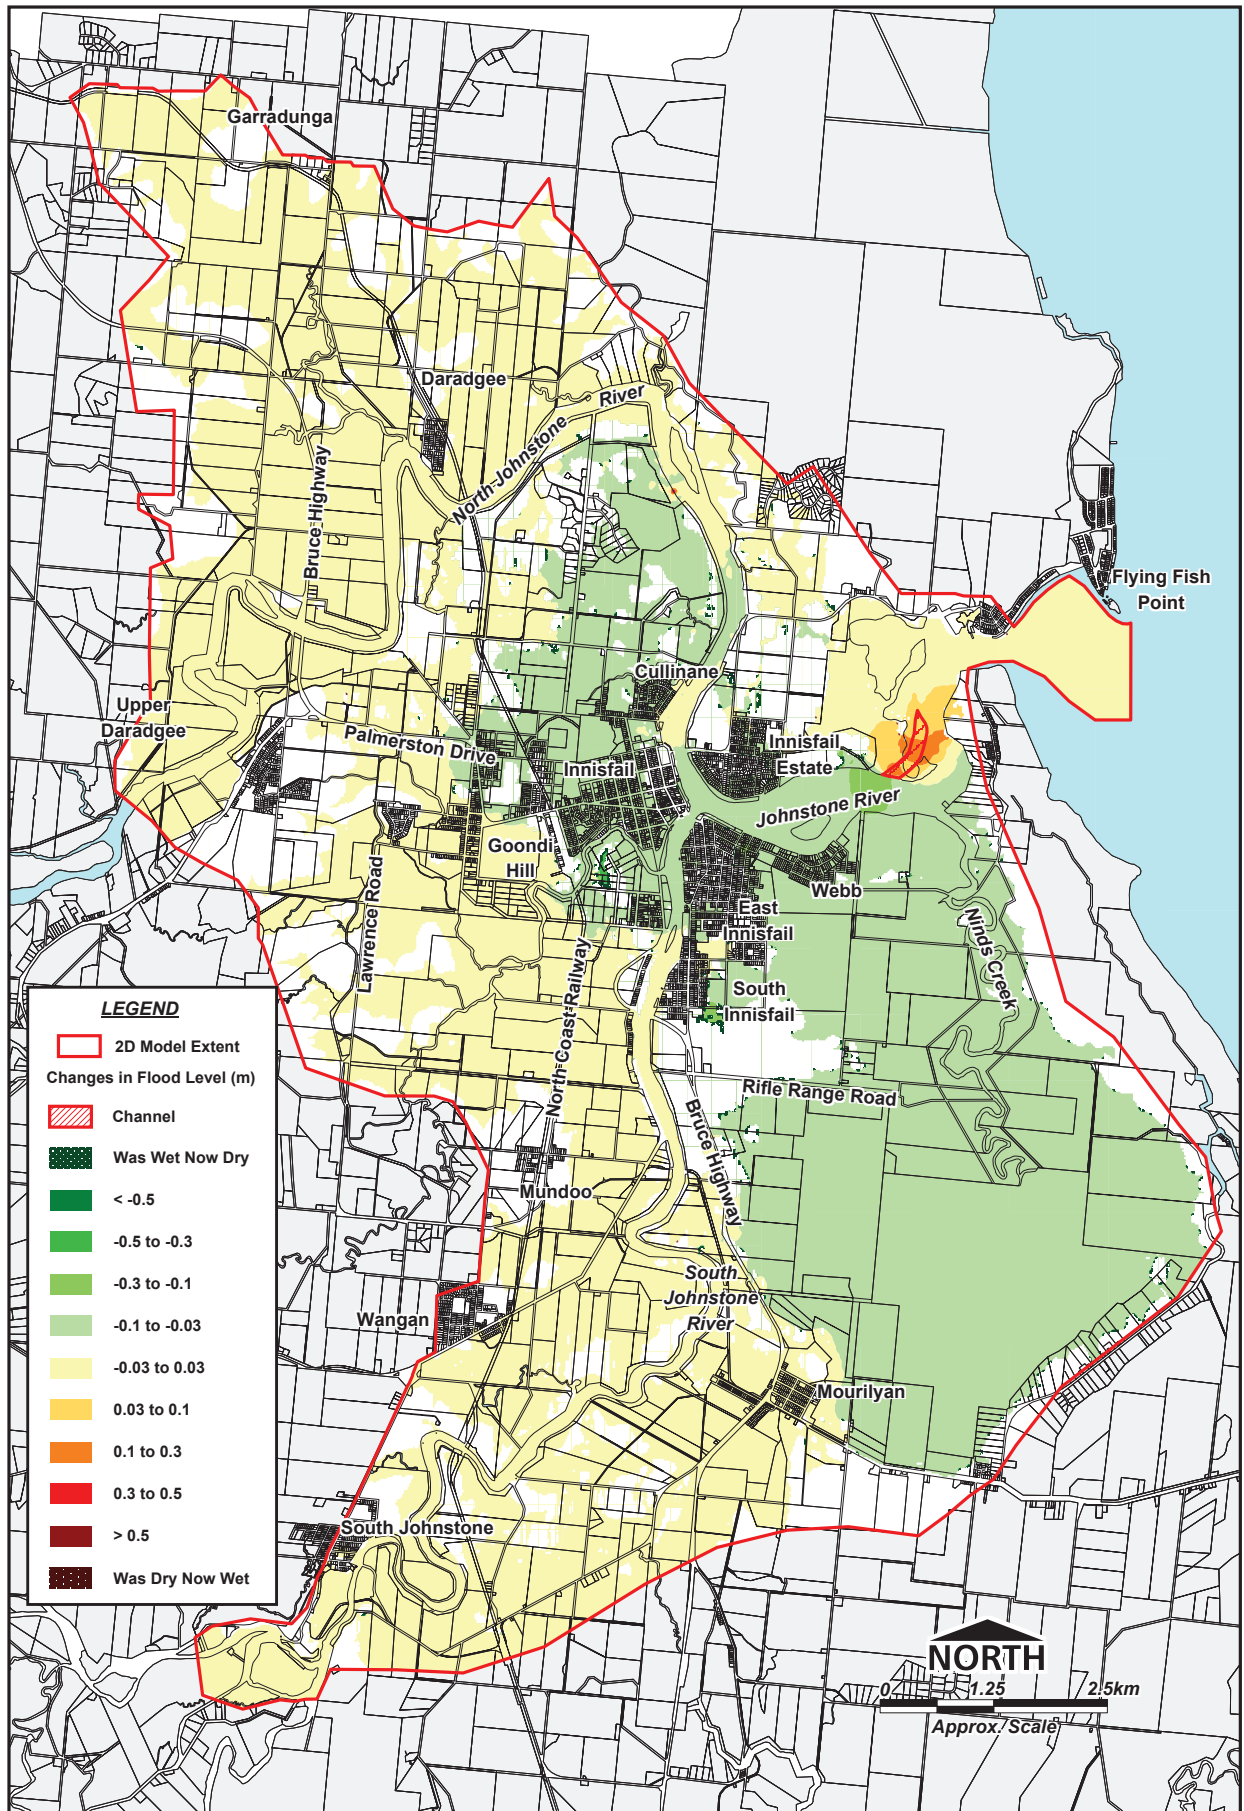 Garradunga
Daradgee
River
North Johnstone
Bruce Highway
Flying Fish
Point
Cullinane
Upper
Daradgee
Palmerston Drive
Innisfail
Innisfail
Estate
Johnstone River
Goondi
Hill
Webb
Lawrence Road
East
Innisfail
Ninds Creek
South
Innisfail
North Coast Railway
Rifle Range Road
Bruce Highway
Mundoo
South
Johnstone
River
Wangan
Mourilyan
South Johnstone
LEGEND
2D Model Extent
Changes in Flood Level (m)
Channel
Was Wet Now Dry
< -0.5
-0.5 to -0.3
-0.3 to -0.1
-0.1 to -0.03
-0.03 to 0.03
0.03 to 0.1
0.1 to 0.3
0.3 to 0.5
> 0.5
Was Dry Now Wet
NORTH
0 1.25 2.5km
Approx. Scale